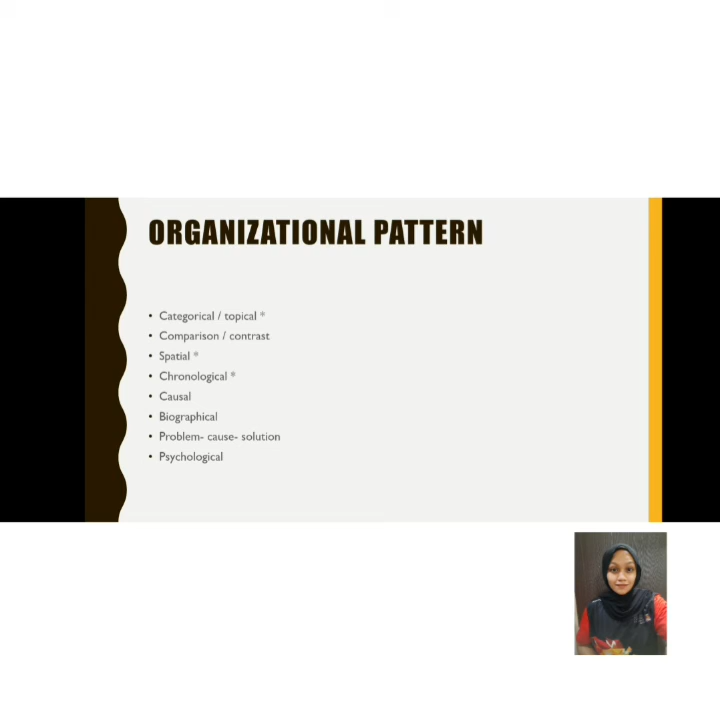 ORGANIZATIONAL PATTERN
• Categorical / topical *
• Comparison / contrast
• Spatial *
• Chronological *
• Causal
• Biographical
• Problem- cause- solution
• Psychological